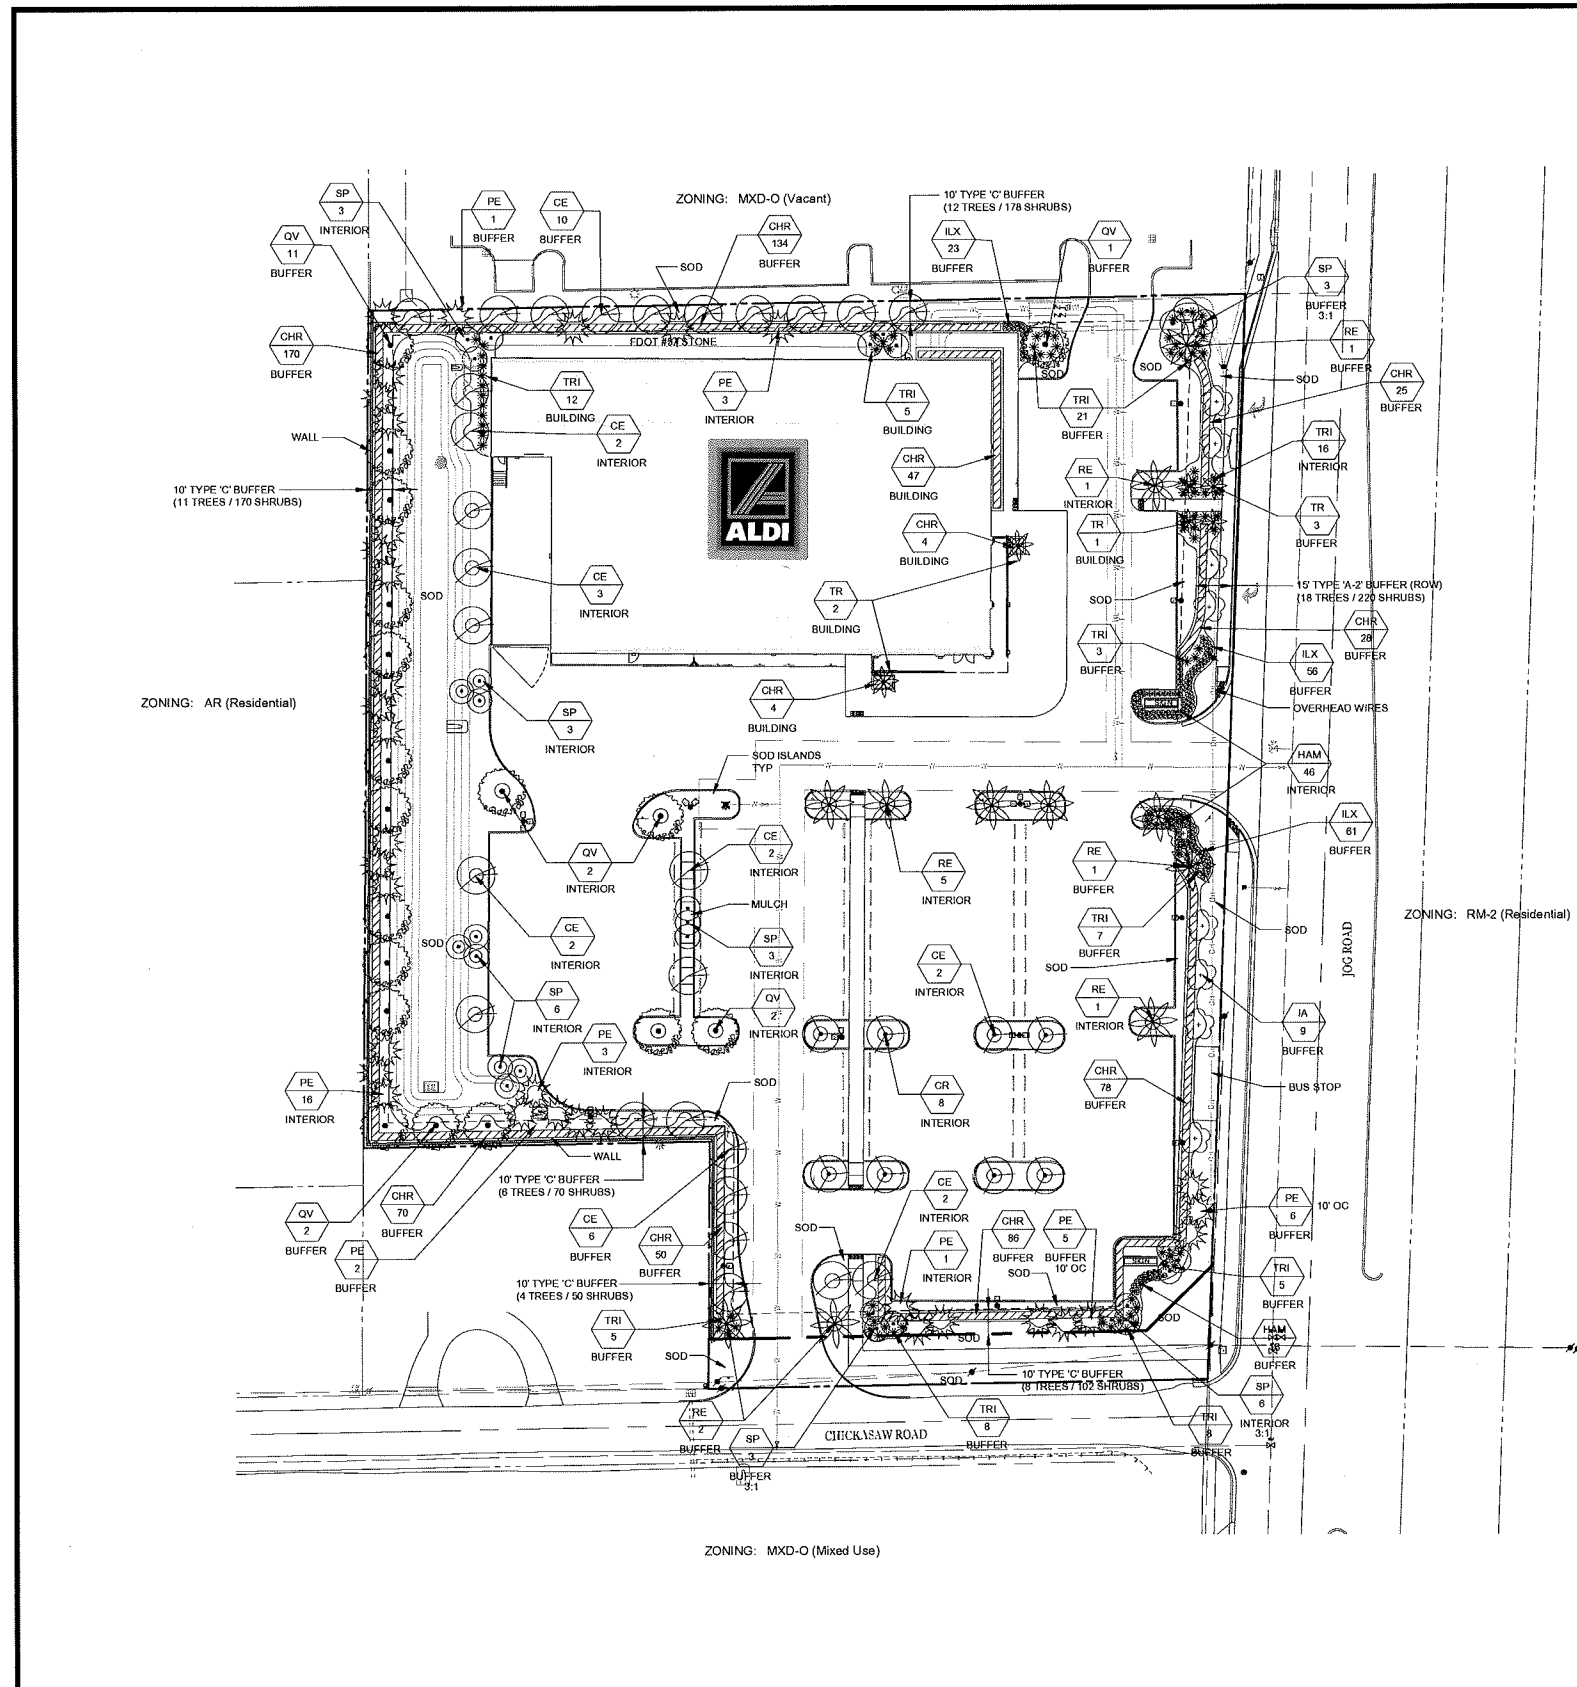 ZONING: MXD-O (Vacant)
10' TYPE 'C' BUFFER
(12 TREES / 178 SHRUBS)
SP
3
INTERIOR
PE
1
BUFFER
CE
10
BUFFER
CHR
134
BUFFER
ILX
23
BUFFER
QV
1
BUFFER
QV
11
BUFFER
SOD
SP
3
BUFFER
3:1
RE
1
BUFFER
CHR
170
BUFFER
FDOT #57 STONE
SOD
SOD
SOD
CHR
25
BUFFER
TRI
12
BUILDING
PE
3
INTERIOR
TRI
5
BUILDING
TRI
21
BUFFER
WALL
CE
2
INTERIOR
TRI
16
INTERIOR
CHR
47
BUILDING
RE
1
INTERIOR
10' TYPE 'C' BUFFER
(11 TREES / 170 SHRUBS)
ALDI
TR
3
BUFFER
CHR
4
BUILDING
TR
1
BUILDING
CE
3
INTERIOR
SOD
TR
2
BUILDING
SOD
15' TYPE 'A-2' BUFFER (ROW)
(18 TREES / 220 SHRUBS)
CHR
28
BUFFER
TRI
3
BUFFER
ILX
56
BUFFER
ZONING: AR (Residential)
SP
3
INTERIOR
CHR
4
BUILDING
SIGN
OVERHEAD WIRES
SOD ISLANDS
TYP
HAM
46
INTERIOR
ILX
61
BUFFER
QV
2
INTERIOR
CE
2
INTERIOR
RE
5
INTERIOR
RE
1
BUFFER
MULCH
ZONING: RM-2 (Residential)
CE
2
INTERIOR
SOD
SP
3
INTERIOR
TRI
7
BUFFER
SOD
JOG ROAD
CE
2
INTERIOR
SOD
SP
6
INTERIOR
QV
2
INTERIOR
RE
1
INTERIOR
IA
9
BUFFER
PE
3
INTERIOR
PE
16
INTERIOR
SOD
CR
8
INTERIOR
CHR
78
BUFFER
BUS STOP
WALL
10' TYPE 'C' BUFFER
(6 TREES / 70 SHRUBS)
CHR
70
BUFFER
QV
2
BUFFER
PE
2
BUFFER
CE
6
BUFFER
CHR
50
BUFFER
CE
2
INTERIOR
PE
6
BUFFER
10' OC
SOD
PE
1
INTERIOR
CHR
86
BUFFER
PE
5
BUFFER
10' OC
SOD
SIGN
10' TYPE 'C' BUFFER
(4 TREES / 50 SHRUBS)
TRI
5
BUFFER
TRI
5
BUFFER
SOD
SOD
SOD
HAM
BUFFER
10' TYPE 'C' BUFFER
(8 TREES / 102 SHRUBS)
SOD
RE
2
BUFFER
SP
3
BUFFER
3:1
CHICKASAW ROAD
TRI
8
BUFFER
TRI
8
BUFFER
SP
6
INTERIOR
3:1
ZONING: MXD-O (Mixed Use)